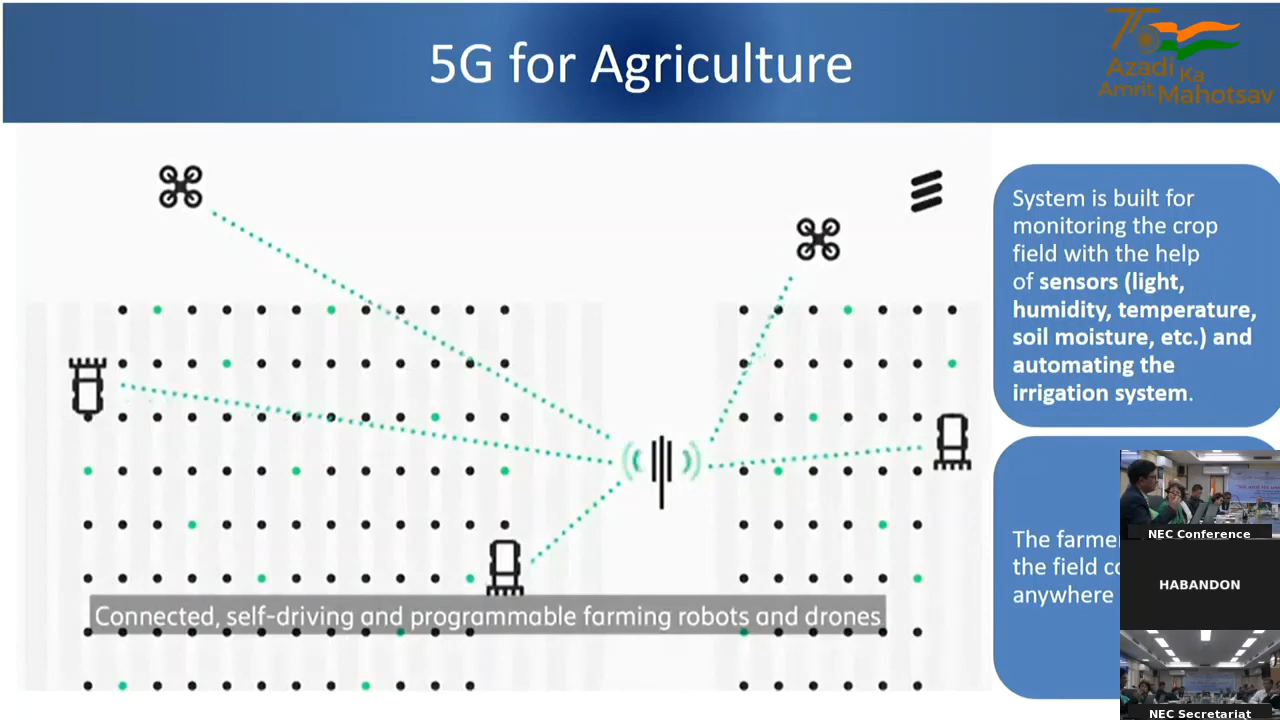 5G for Agriculture
75
Azadi
Ka
Amrit
Mahotsav
System is built for
monitoring the crop
field with the help
of sensors (light,
humidity, temperature,
soil moisture, etc.) and
automating the
irrigation system.
The farme
the field co
anywhere
Connected, self-driving and programmable farming robots and drones
NEC Conference
HABANDON
NEC Secretariat